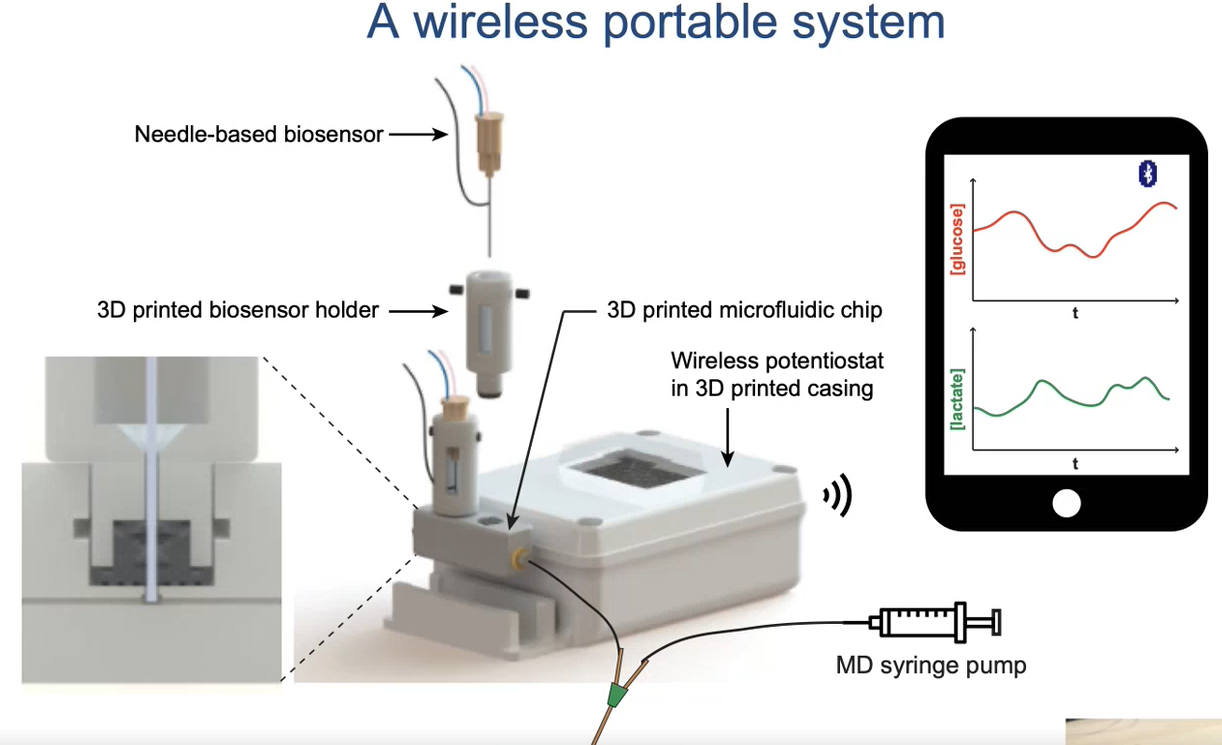 A wireless portable system
Needle-based biosensor
3D printed biosensor holder
3D printed microfluidic chip
Wireless potentiostat
in 3D printed casing
[glucose]
t
[lactate]
t
MD syringe pump